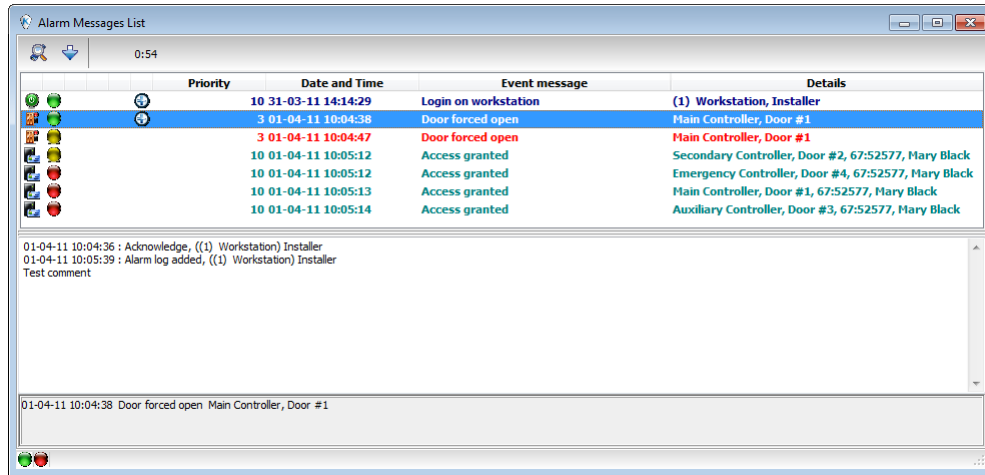 Alarm Messages List
0:54
Priority Date and Time Event message Details
10 31-03-11 14:14:29 Login on workstation (1) Workstation, Installer
3 01-04-11 10:04:38 Door forced open Main Controller, Door #1
3 01-04-11 10:04:47 Door forced open Main Controller, Door #1
10 01-04-11 10:05:12 Access granted Secondary Controller, Door #2, 67:52577, Mary Black
10 01-04-11 10:05:12 Access granted Emergency Controller, Door #4, 67:52577, Mary Black
10 01-04-11 10:05:13 Access granted Main Controller, Door #1, 67:52577, Mary Black
10 01-04-11 10:05:14 Access granted Auxiliary Controller, Door #3, 67:52577, Mary Black
01-04-11 10:04:36 : Acknowledge, ((1) Workstation) Installer
01-04-11 10:05:39 : Alarm log added, ((1) Workstation) Installer
Test comment
01-04-11 10:04:38 Door forced open Main Controller, Door #1